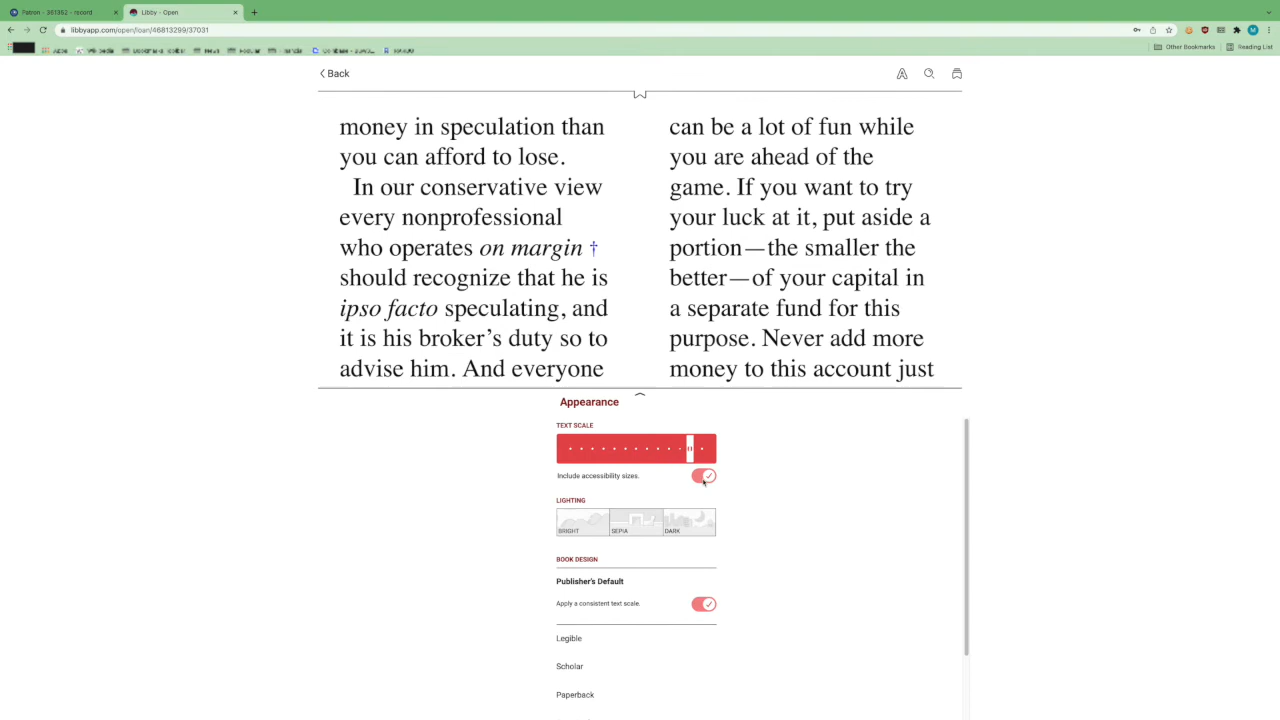 Patron - 361352 - record
Libby - Open
libbyapp.com/open/loan/46813299/37031
Other Bookmarks
Reading List
Back
money in speculation than
you can afford to lose.
In our conservative view
every nonprofessional
who operates on margin †
should recognize that he is
ipso facto speculating, and
it is his broker's duty so to
advise him. And everyone
can be a lot of fun while
you are ahead of the
game. If you want to try
your luck at it, put aside a
portion—the smaller the
better—of your capital in
a separate fund for this
purpose. Never add more
money to this account just
Appearance
TEXT SCALE
Include accessibility sizes.
LIGHTING
BRIGHT
SEPIA
DARK
BOOK DESIGN
Publisher's Default
Apply a consistent text scale.
Legible
Scholar
Paperback